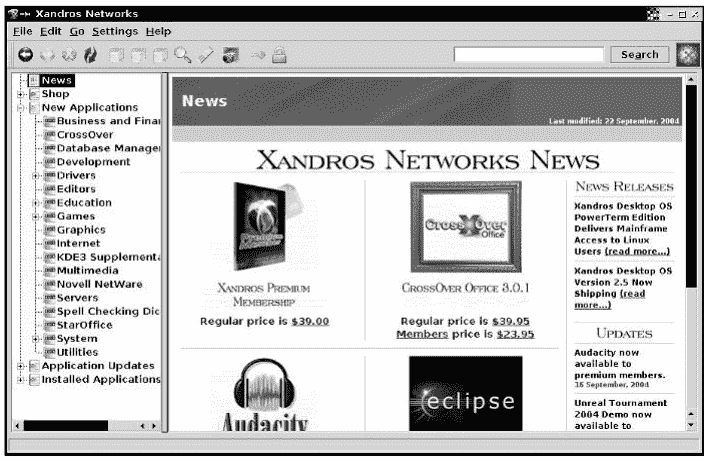 Xandros Networks
File Edit Go Settings Help
Search
News
Shop
New Applications
Business and Finan
CrossOver
Database Manager
Development
Drivers
Editors
Education
Games
Graphics
Internet
KDE3 Supplementa
Multimedia
Novell NetWare
Servers
Spell Checking Dic
StarOffice
System
Utilities
Application Updates
Installed Applications
News
Last modified: 22 September, 2004
XANDROS NETWORKS NEWS
XANDROS PREMIUM
MEMBERSHIP
Regular price is $39.00
CrossOver
Office
CROSSOVER OFFICE 3.0.1
Regular price is $39.95
Members price is $23.95
Audacity
eclipse
NEWS RELEASES
Xandros Desktop OS
PowerTerm Edition
Delivers Mainframe
Access to Linux
Users (read more...)
Xandros Desktop OS
Version 2.5 Now
Shipping (read
more...)
UPDATES
Audacity now
available to
premium members.
16 September, 2004
Unreal Tournament
2004 Demo now
available to